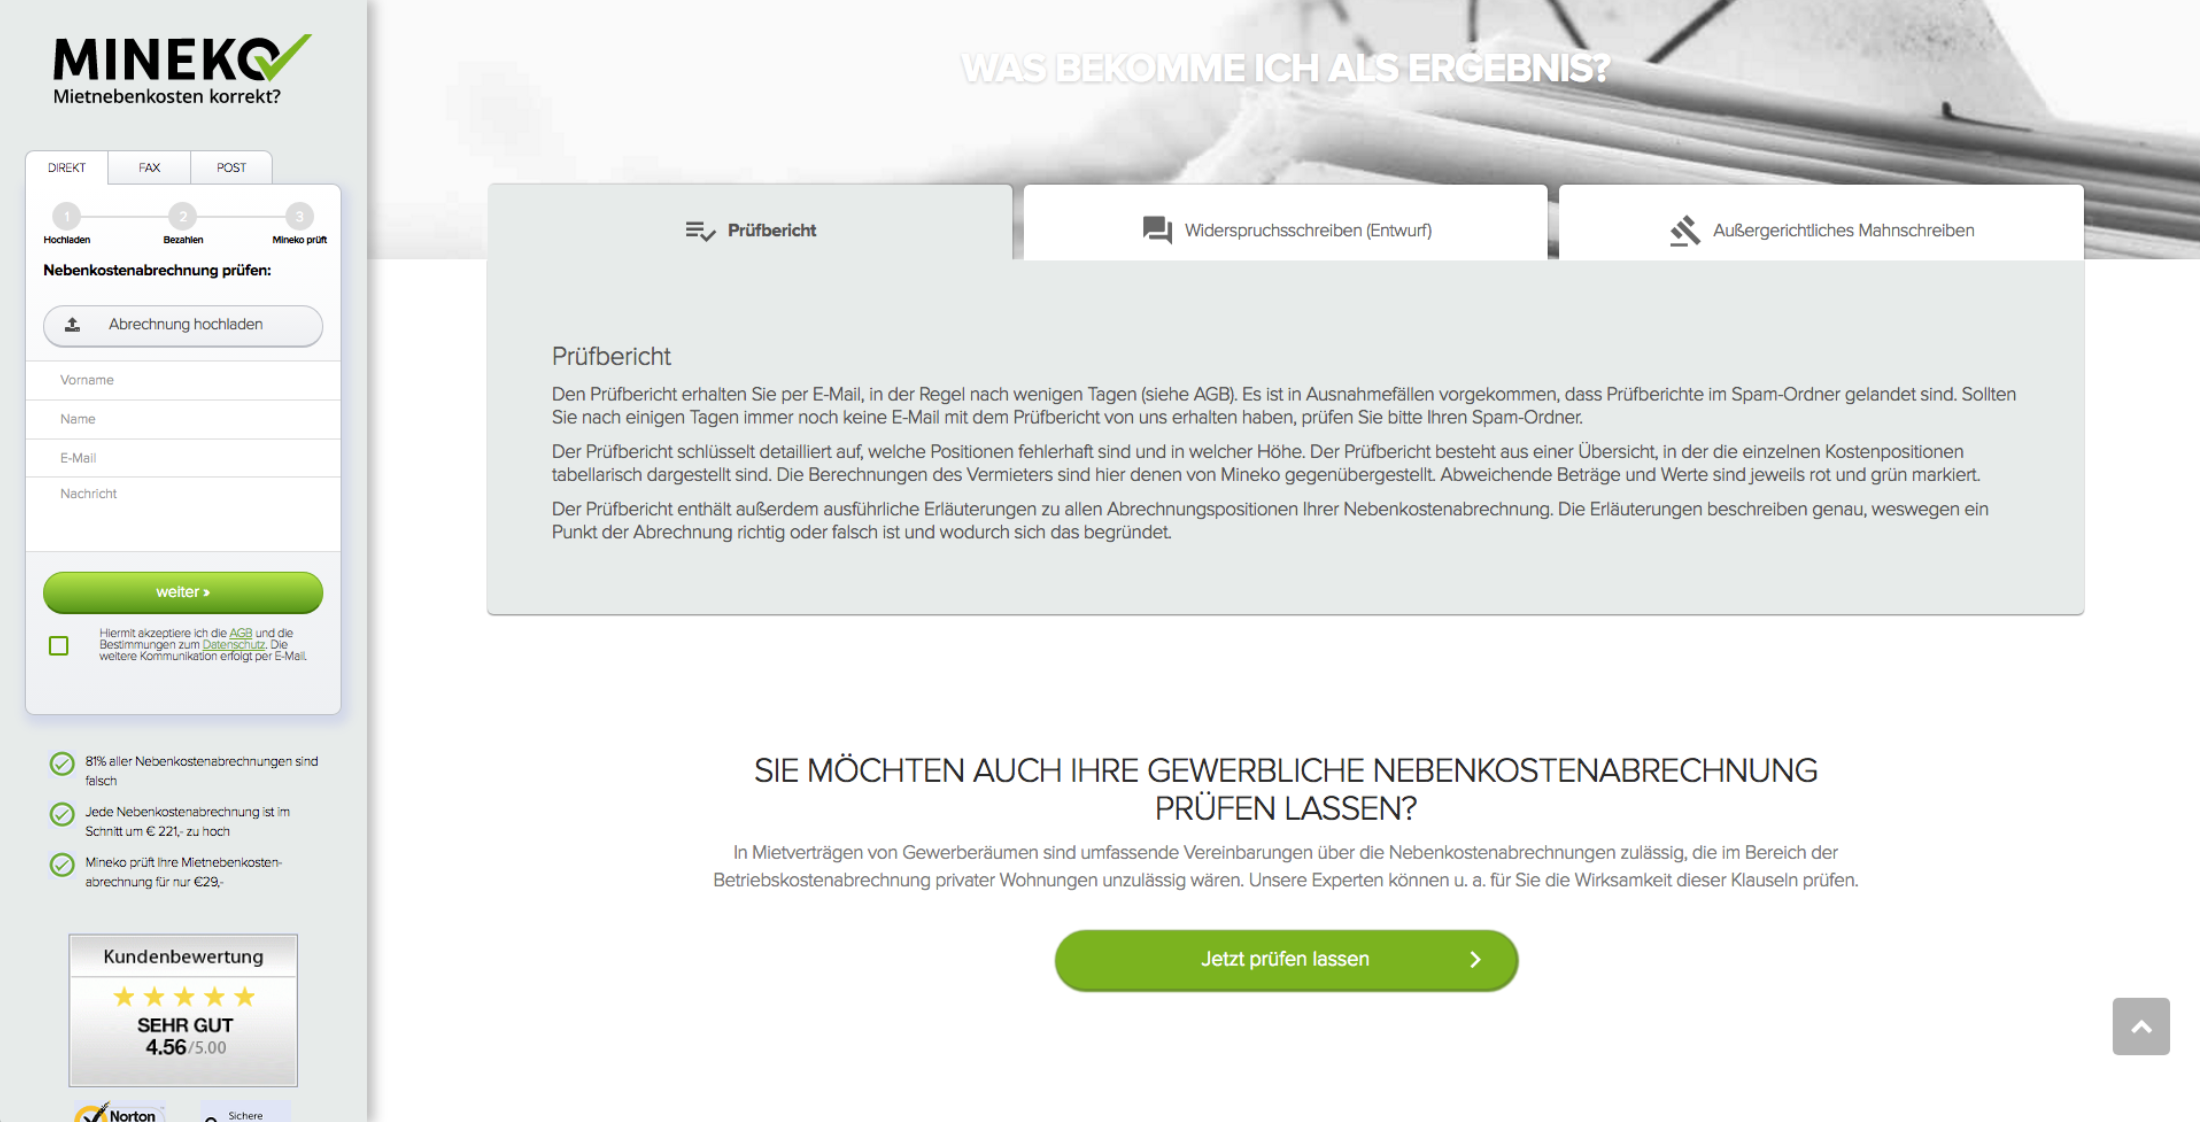 MINEKO
Mietnebenkosten korrekt?
DIREKT
FAX
POST
1
2
3
Hochladen
Bezahlen
Mineko prüft
Nebenkostenabrechnung prüfen:
Abrechnung hochladen
Vorname
Name
E-Mail
Nachricht
weiter »
Hiermit akzeptiere ich die AGB und die
Bestimmungen zum Datenschutz. Die
weitere Kommunikation erfolgt per E-Mail.
81% aller Nebenkostenabrechnungen sind
falsch
Jede Nebenkostenabrechnung ist im
Schnitt um € 221,- zu hoch
Mineko prüft Ihre Mietnebenkosten-
abrechnung für nur €29,-
Kundenbewertung
SEHR GUT
4.56/5.00
Norton
Sichere
WAS BEKOMME ICH ALS ERGEBNIS?
Prüfbericht
Widerspruchsschreiben (Entwurf)
Außergerichtliches Mahnschreiben
Prüfbericht
Den Prüfbericht erhalten Sie per E-Mail, in der Regel nach wenigen Tagen (siehe AGB). Es ist in Ausnahmefällen vorgekommen, dass Prüfberichte im Spam-Ordner gelandet sind. Sollten
Sie nach einigen Tagen immer noch keine E-Mail mit dem Prüfbericht von uns erhalten haben, prüfen Sie bitte Ihren Spam-Ordner.
Der Prüfbericht schlüsselt detailliert auf, welche Positionen fehlerhaft sind und in welcher Höhe. Der Prüfbericht besteht aus einer Übersicht, in der die einzelnen Kostenpositionen
tabellarisch dargestellt sind. Die Berechnungen des Vermieters sind hier denen von Mineko gegenübergestellt. Abweichende Beträge und Werte sind jeweils rot und grün markiert.
Der Prüfbericht enthält außerdem ausführliche Erläuterungen zu allen Abrechnungspositionen Ihrer Nebenkostenabrechnung. Die Erläuterungen beschreiben genau, weswegen ein
Punkt der Abrechnung richtig oder falsch ist und wodurch sich das begründet.
SIE MÖCHTEN AUCH IHRE GEWERBLICHE NEBENKOSTENABRECHNUNG
PRÜFEN LASSEN?
In Mietverträgen von Gewerberäumen sind umfassende Vereinbarungen über die Nebenkostenabrechnungen zulässig, die im Bereich der
Betriebskostenabrechnung privater Wohnungen unzulässig wären. Unsere Experten können u. a. für Sie die Wirksamkeit dieser Klauseln prüfen.
Jetzt prüfen lassen